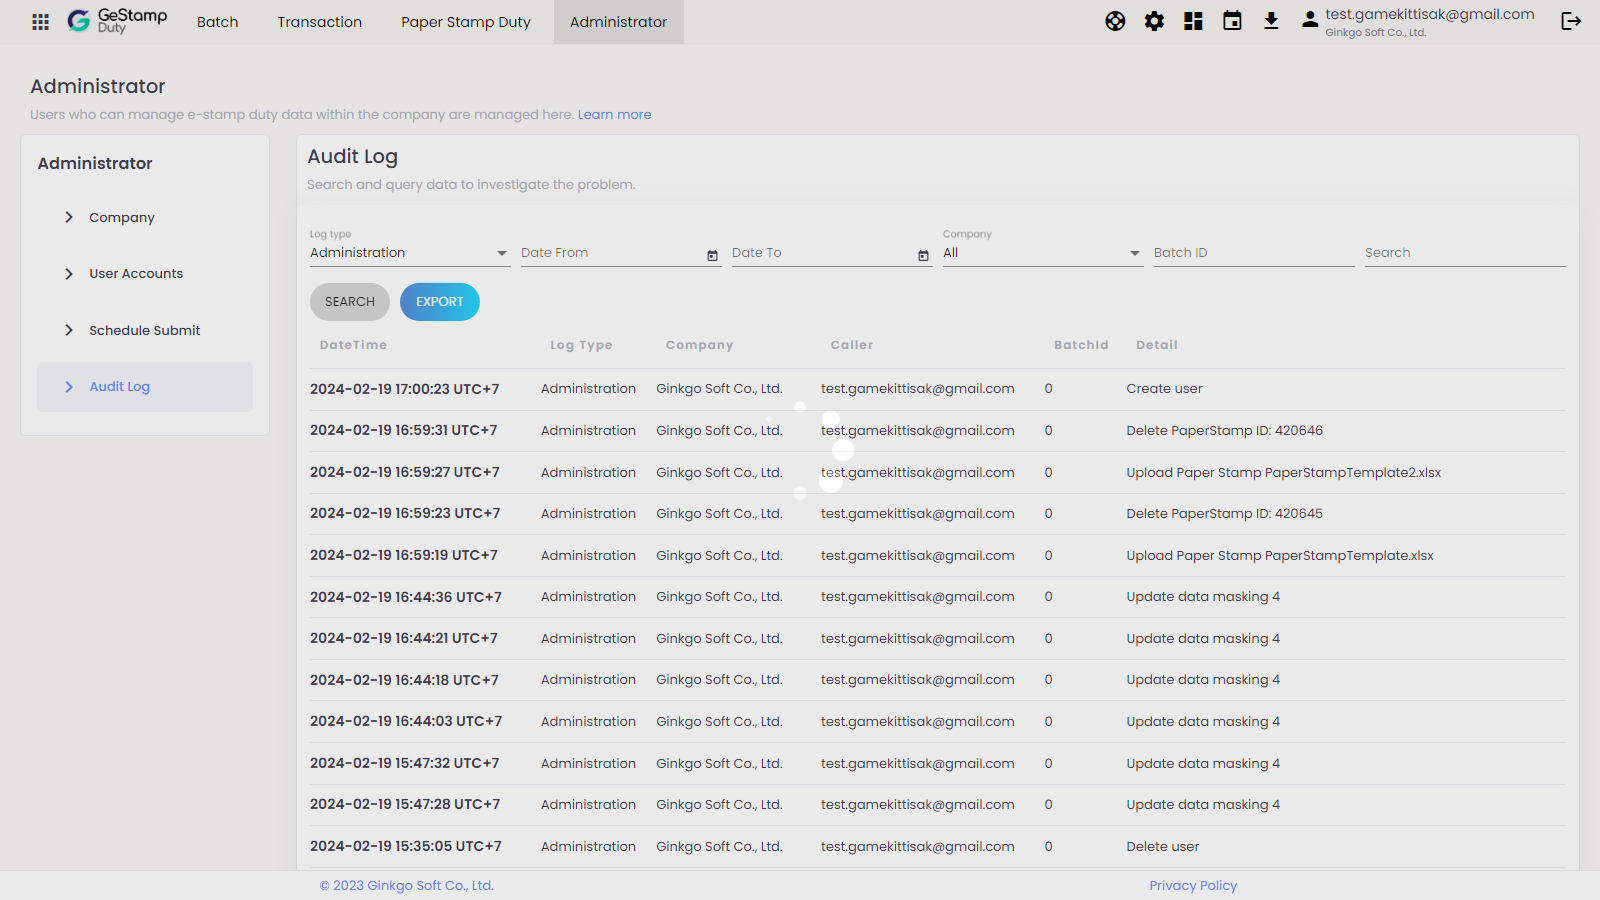 GeStamp
Duty
Batch
Transaction
Paper Stamp Duty
Administrator
test.gamekittisak@gmail.com
Ginkgo Soft Co., Ltd.
Administrator
Users who can manage e-stamp duty data within the company are managed here. Learn more
Administrator
Company
User Accounts
Schedule Submit
Audit Log
Audit Log
Search and query data to investigate the problem.
Log type
Administration
Date From
Date To
Company
All
Batch ID
Search
SEARCH
EXPORT
DateTime Log Type Company Caller BatchId Detail
2024-02-19 17:00:23 UTC+7 Administration Ginkgo Soft Co., Ltd. test.gamekittisak@gmail.com 0 Create user
2024-02-19 16:59:31 UTC+7 Administration Ginkgo Soft Co., Ltd. test.gamekittisak@gmail.com 0 Delete PaperStamp ID: 420646
2024-02-19 16:59:27 UTC+7 Administration Ginkgo Soft Co., Ltd. test.gamekittisak@gmail.com 0 Upload Paper Stamp PaperStampTemplate2.xlsx
2024-02-19 16:59:23 UTC+7 Administration Ginkgo Soft Co., Ltd. test.gamekittisak@gmail.com 0 Delete PaperStamp ID: 420645
2024-02-19 16:59:19 UTC+7 Administration Ginkgo Soft Co., Ltd. test.gamekittisak@gmail.com 0 Upload Paper Stamp PaperStampTemplate.xlsx
2024-02-19 16:44:36 UTC+7 Administration Ginkgo Soft Co., Ltd. test.gamekittisak@gmail.com 0 Update data masking 4
2024-02-19 16:44:21 UTC+7 Administration Ginkgo Soft Co., Ltd. test.gamekittisak@gmail.com 0 Update data masking 4
2024-02-19 16:44:18 UTC+7 Administration Ginkgo Soft Co., Ltd. test.gamekittisak@gmail.com 0 Update data masking 4
2024-02-19 16:44:03 UTC+7 Administration Ginkgo Soft Co., Ltd. test.gamekittisak@gmail.com 0 Update data masking 4
2024-02-19 15:47:32 UTC+7 Administration Ginkgo Soft Co., Ltd. test.gamekittisak@gmail.com 0 Update data masking 4
2024-02-19 15:47:28 UTC+7 Administration Ginkgo Soft Co., Ltd. test.gamekittisak@gmail.com 0 Update data masking 4
2024-02-19 15:35:05 UTC+7 Administration Ginkgo Soft Co., Ltd. test.gamekittisak@gmail.com 0 Delete user
© 2023 Ginkgo Soft Co., Ltd.
Privacy Policy